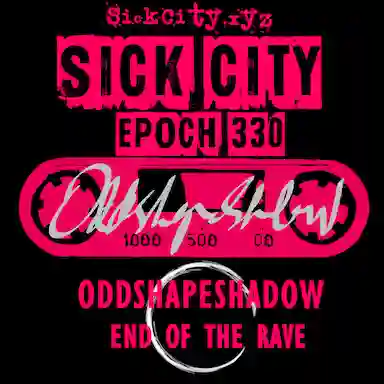 SickCity.xyz
SICK CITY
EPOCH 330
OddshapeShadow
1000 500 00
ODDSHAPESHADOW
END OF THE RAVE